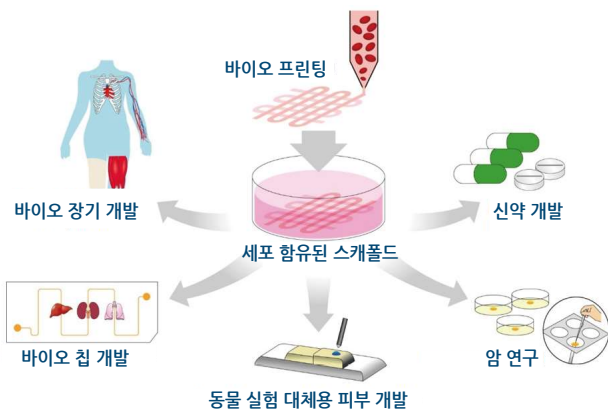 바이오 프린팅
바이오 장기 개발
신약 개발
세포 함유된 스캐폴드
바이오 칩 개발
암 연구
동물 실험 대체용 피부 개발